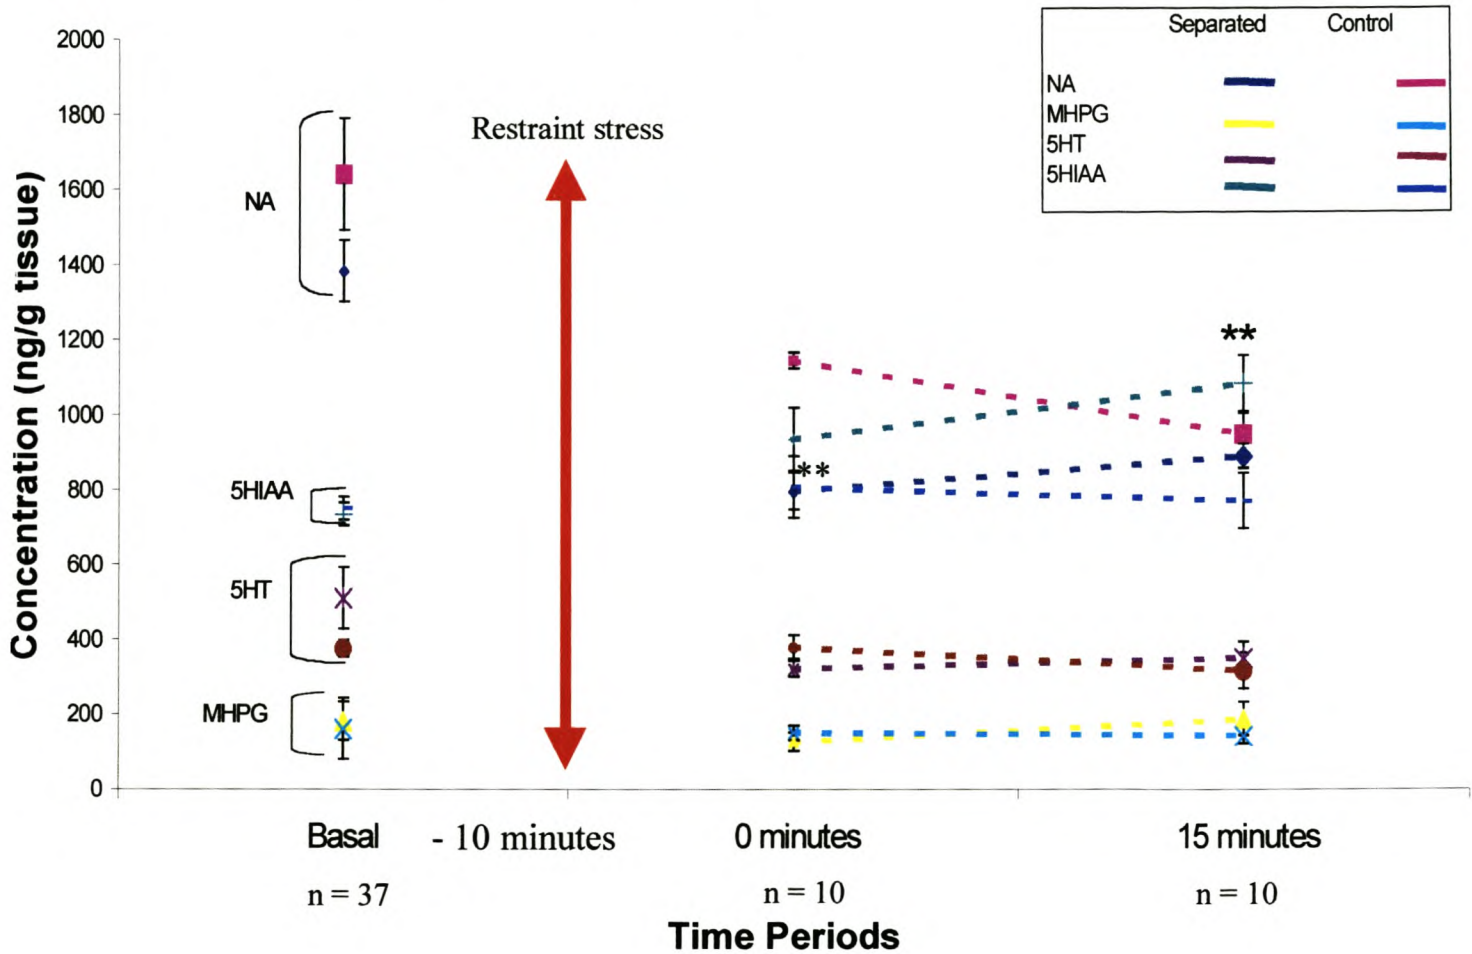 Separated Control
NA
MHPG
5HT
5HIAA
Restraint stress
Concentration (ng/g tissue)
2000
1800
1600
1400
1200
1000
800
600
400
200
0
NA
5HIAA
5HT
MHPG
**
**
Basal - 10 minutes 0 minutes 15 minutes
n = 37 n = 10 n = 10
Time Periods